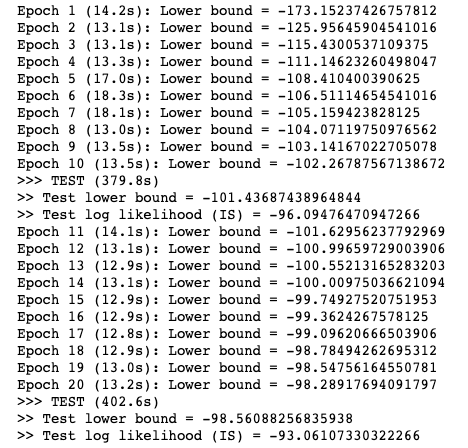 Epoch 1 (14.2s): Lower bound = -173.15237426757812
Epoch 2 (13.1s): Lower bound = -125.95645904541016
Epoch 3 (13.1s): Lower bound = -115.4300537109375
Epoch 4 (13.3s): Lower bound = -111.14623260498047
Epoch 5 (17.0s): Lower bound = -108.410400390625
Epoch 6 (18.3s): Lower bound = -106.51114654541016
Epoch 7 (18.1s): Lower bound = -105.159423828125
Epoch 8 (13.0s): Lower bound = -104.07119750976562
Epoch 9 (13.5s): Lower bound = -103.14167022705078
Epoch 10 (13.5s): Lower bound = -102.26787567138672
>>> TEST (379.8s)
>> Test lower bound = -101.43687438964844
>> Test log likelihood (IS) = -96.09476470947266
Epoch 11 (14.1s): Lower bound = -101.62956237792969
Epoch 12 (13.1s): Lower bound = -100.99659729003906
Epoch 13 (12.9s): Lower bound = -100.55213165283203
Epoch 14 (13.1s): Lower bound = -100.00975036621094
Epoch 15 (12.9s): Lower bound = -99.74927520751953
Epoch 16 (12.9s): Lower bound = -99.3624267578125
Epoch 17 (12.8s): Lower bound = -99.09620666503906
Epoch 18 (12.9s): Lower bound = -98.78494262695312
Epoch 19 (13.0s): Lower bound = -98.54756164550781
Epoch 20 (13.2s): Lower bound = -98.28917694091797
>>> TEST (402.6s)
>> Test lower bound = -98.56088256835938
>> Test log likelihood (IS) = -93.06107330322266